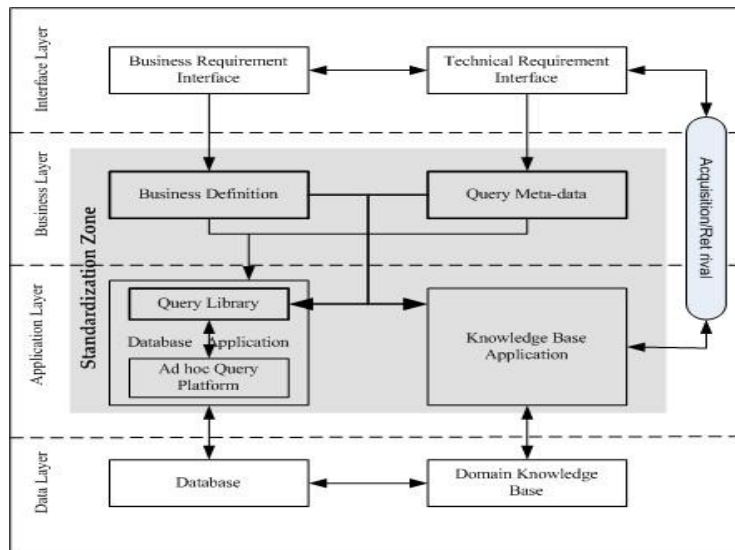 Interface Layer
Business Requirement
Interface
Technical Requirement
Interface
Business Layer
Standardization Zone
Business Definition
Query Meta-data
Acquisition/Ret rival
Application Layer
Query Library
Database Application
Ad hoc Query
Platform
Knowledge Base
Application
Data Layer
Database
Domain Knowledge
Base